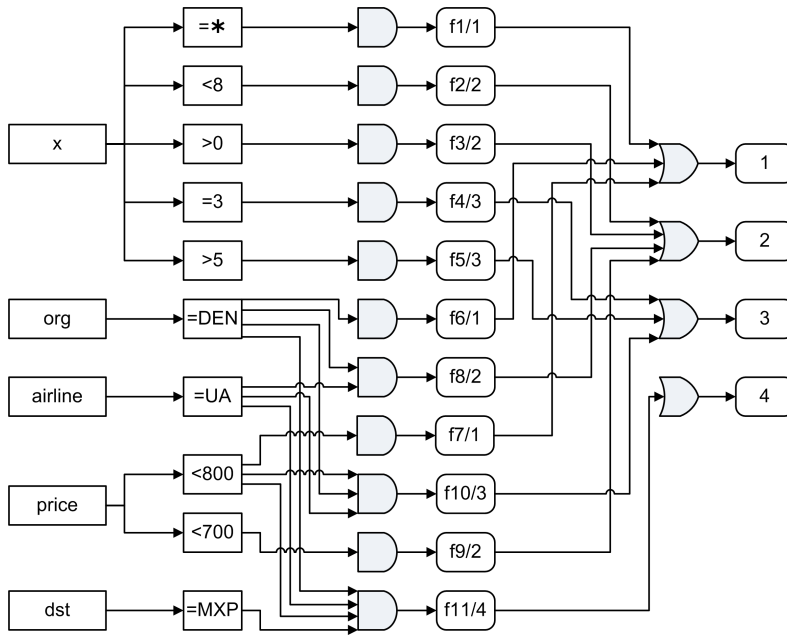 =* f1/1
<8 f2/2
x >0 f3/2 1
=3 f4/3
2
>5 f5/3
org =DEN f6/1 3
f8/2
airline =UA 4
f7/1
<800
price f10/3
<700 f9/2
dst =MXP f11/4